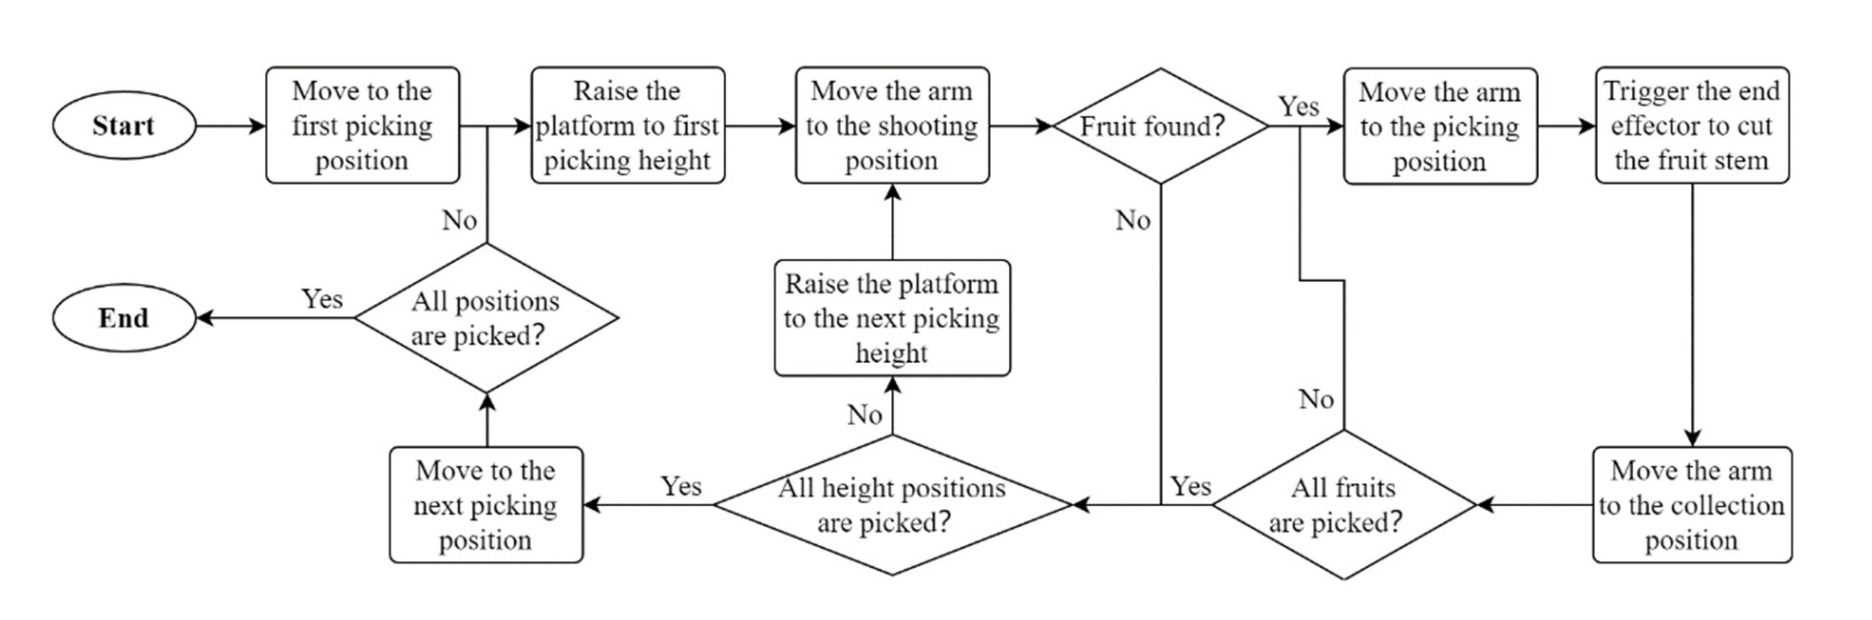 Start
Move to the
first picking
position
Raise the
platform to first
picking height
Move the arm
to the shooting
position
Fruit found?
Yes
Move the arm
to the picking
position
Trigger the end
effector to cut
the fruit stem
No
No
End
Yes
All positions
are picked?
Raise the platform
to the next picking
height
No
No
Move to the
next picking
position
Yes
All height positions
are picked?
Yes
All fruits
are picked?
Move the arm
to the collection
position